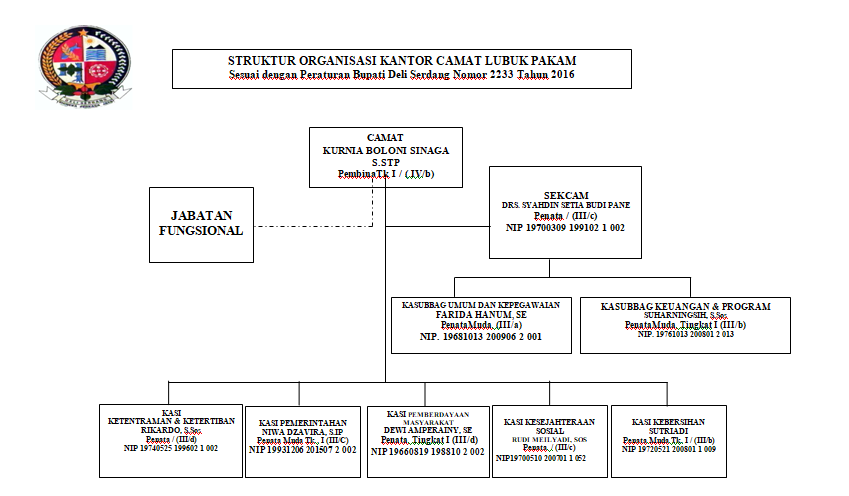 STRUKTUR ORGANISASI KANTOR CAMAT LUBUK PAKAM
Sesuai dengan Peraturan Bupati Deli Serdang Nomor 2233 Tahun 2016
CAMAT
KURNIA BOLONI SINAGA
S.STP
PembinaTk I / (.IV/b)
JABATAN
FUNGSIONAL
SEKCAM
DRS. SYAHDIN SETIA BUDI PANE
Penata / (III/c)
NIP 19700309 199102 1 002
KASUBBAG UMUM DAN KEPEGAWAIAN
FARIDA HANUM, SE
PenataMuda (III/a)
NIP. 19681013 200906 2 001
KASUBBAG KEUANGAN & PROGRAM
SUHARNINGSIH, S.Sos.
PenataMuda Tingkat I (III/b)
NIP. 19761013 200801 2 013
KASI
KETENTRAMAN & KETERTIBAN
RIKARDO, S.Sos.
Penata / (III/d)
NIP 19740525 199602 1 002
KASI PEMERINTAHAN
NIWA DZAVIRA, S.IP
Penata Muda Tk., I (III/C)
NIP 19931206 201507 2 002
KASI PEMBERDAYAAN
MASYARAKAT
DEWI AMPERAINY, SE
Penata Tingkat I (III/d)
NIP 19660819 198810 2 002
KASI KESEJAHTERAAN
SOSIAL
RUDI MEILYADI, SOS
Penata, / (III/c)
NIP19700510 200701 1 052
KASI KEBERSIHAN
SUTRIADI
Penata Muda.Tk. I / (III/b)
NIP 19720521 200801 1 009